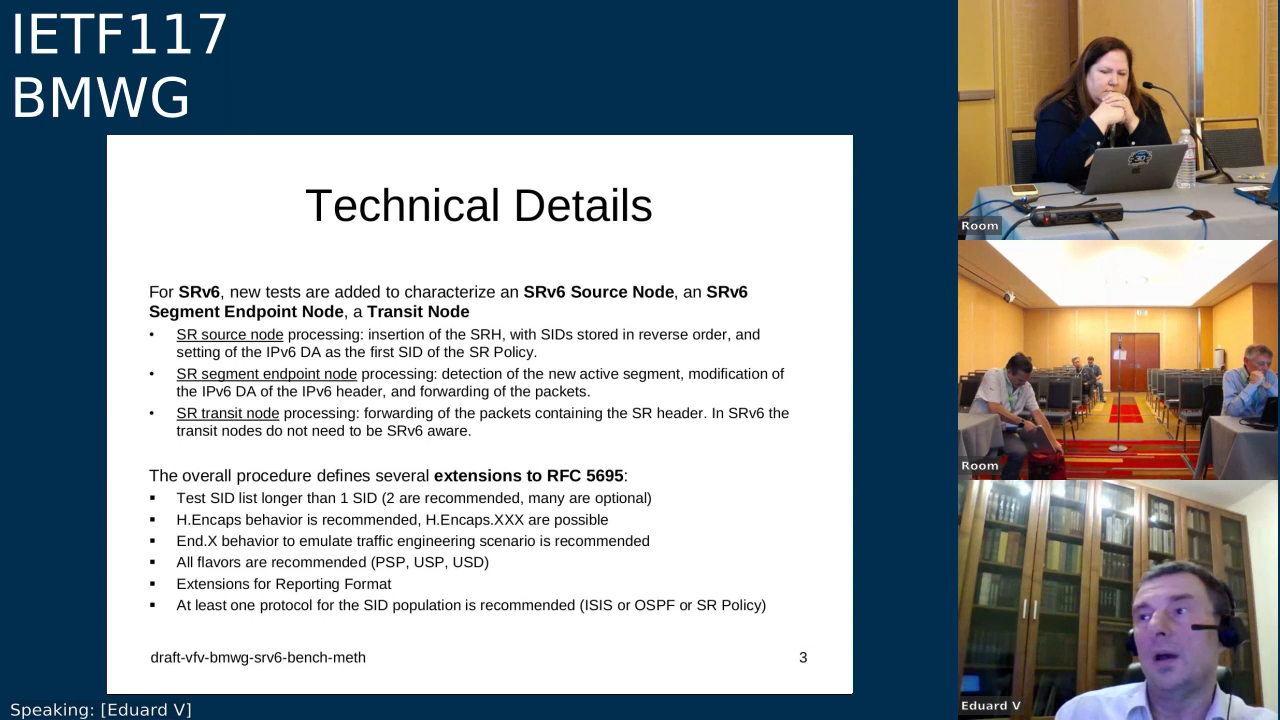 IETF117
BMWG
Technical Details
For SRv6, new tests are added to characterize an SRv6 Source Node, an SRv6
Segment Endpoint Node, a Transit Node
• SR source node processing: insertion of the SRH, with SIDs stored in reverse order, and
setting of the IPv6 DA as the first SID of the SR Policy.
• SR segment endpoint node processing: detection of the new active segment, modification of
the IPv6 DA of the IPv6 header, and forwarding of the packets.
• SR transit node processing: forwarding of the packets containing the SR header. In SRv6 the
transit nodes do not need to be SRv6 aware.
The overall procedure defines several extensions to RFC 5695:
▪ Test SID list longer than 1 SID (2 are recommended, many are optional)
▪ H.Encaps behavior is recommended, H.Encaps.XXX are possible
▪ End.X behavior to emulate traffic engineering scenario is recommended
▪ All flavors are recommended (PSP, USP, USD)
▪ Extensions for Reporting Format
▪ At least one protocol for the SID population is recommended (ISIS or OSPF or SR Policy)
draft-vfv-bmwg-srv6-bench-meth 3
Speaking: [Eduard V]
Room
30
Room
Eduard V